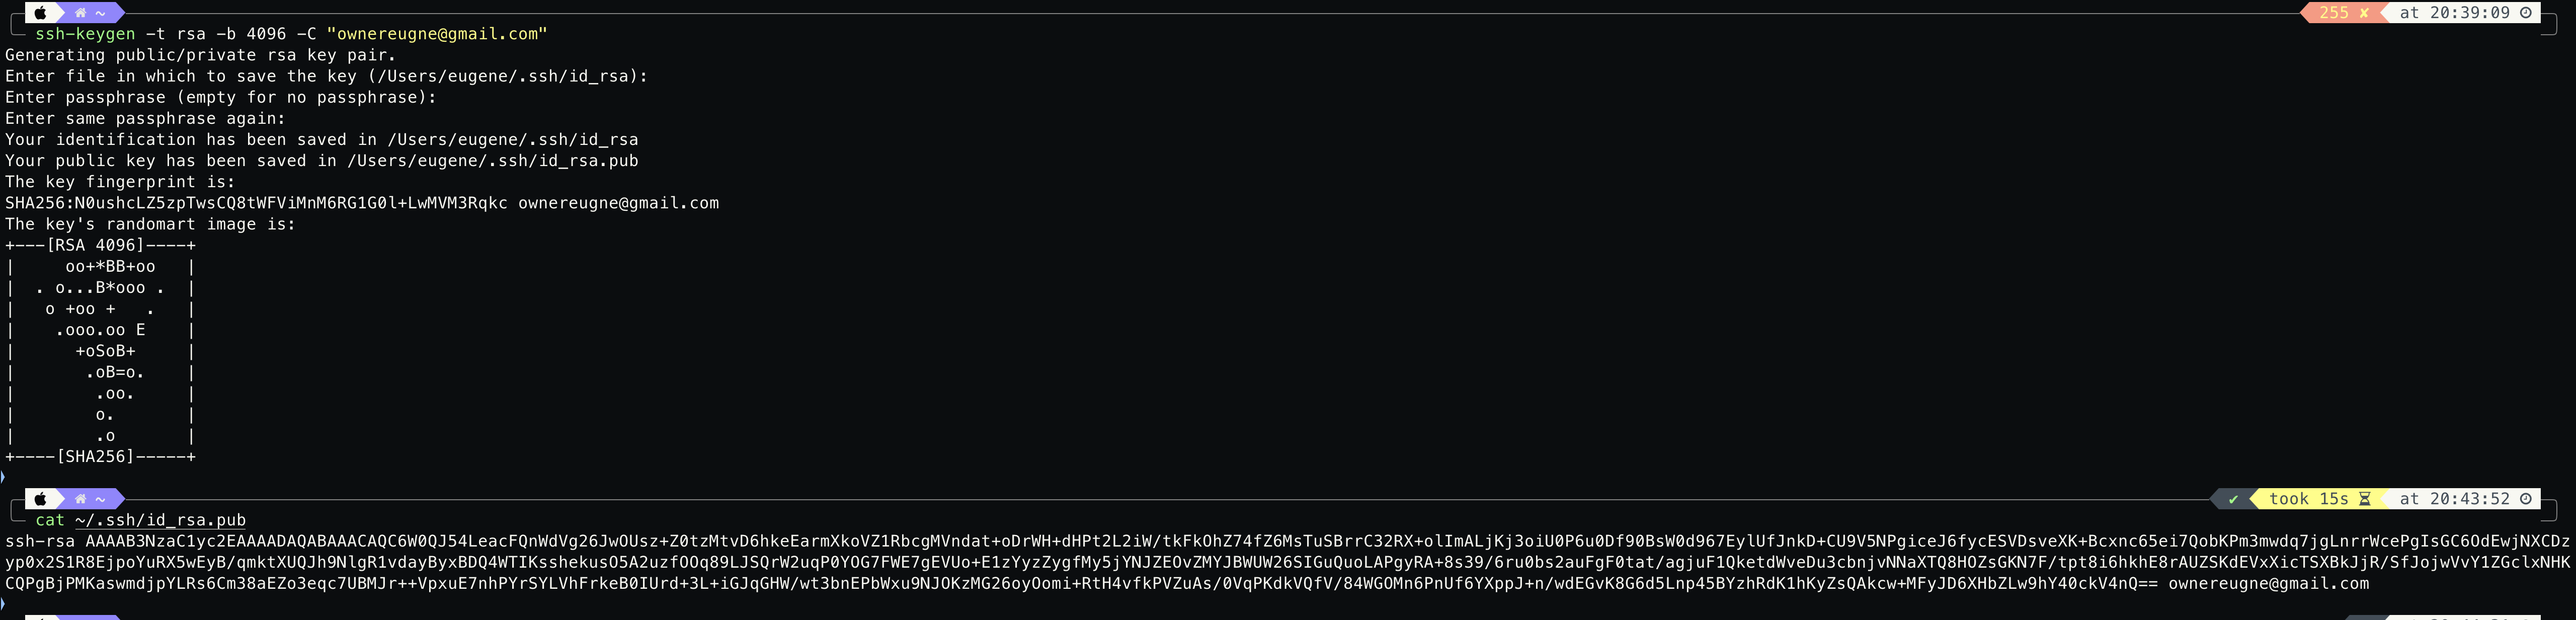 ~ 255 ✘ at 20:39:09
ssh-keygen -t rsa -b 4096 -C "ownereugne@gmail.com"
Generating public/private rsa key pair.
Enter file in which to save the key (/Users/eugene/.ssh/id_rsa):
Enter passphrase (empty for no passphrase):
Enter same passphrase again:
Your identification has been saved in /Users/eugene/.ssh/id_rsa
Your public key has been saved in /Users/eugene/.ssh/id_rsa.pub
The key fingerprint is:
SHA256:N0ushcLZ5zpTwsCQ8tWFViMnM6RG1G0l+LwMVM3Rqkc ownereugne@gmail.com
The key's randomart image is:
+---[RSA 4096]----+
|     oo+*BB+oo   |
|  . o...B*ooo .  |
|   o +oo +   .   |
|    .ooo.oo E    |
|      +oSoB+     |
|       .oB=o.    |
|        .oo.     |
|        o.       |
|        .o       |
+----[SHA256]-----+
~ ✔ took 15s at 20:43:52
cat ~/.ssh/id_rsa.pub
ssh-rsa AAAAB3NzaC1yc2EAAAADAQABAAACAQC6W0QJ54LeacFQnWdVg26JwOUsz+Z0tzMtvD6hkeEarmXkoVZ1RbcgMVndat+oDrWH+dHPt2L2iW/tkFkOhZ74fZ6MsTuSBrrC32RX+olImALjKj3oiU0P6u0Df90BsW0d967EylUfJnkD+CU9V5NPgiceJ6fycESVDsveXK+Bcxnc65ei7QobKPm3mwdq7jgLnrrWcePgIsGC6OdEwjNXCDz
yp0x2S1R8EjpoYuRX5wEyB/qmktXUQJh9NlgR1vdayByxBDQ4WTIKsshekusO5A2uzfOOq89LJSQrW2uqP0YOG7FWE7gEVUo+E1zYyzZygfMy5jYNJZEOvZMYJBWUW26SIGuQuoLAPgyRA+8s39/6ru0bs2auFgF0tat/agjuF1QketdWveDu3cbnjvNNaXTQ8HOZsGKN7F/tpt8i6hkhE8rAUZSKdEVxXicTSXBkJjR/SfJojwVvY1ZGclxNHK
CQPgBjPMKaswmdjpYLRs6Cm38aEZo3eqc7UBMJr++VpxuE7nhPYrSYLVhFrkeB0IUrd+3L+iGJqGHW/wt3bnEPbWxu9NJOKzMG26oyOomi+RtH4vfkPVZuAs/0VqPKdkVQfV/84WGOMn6PnUf6YXppJ+n/wdEGvK8G6d5Lnp45BYzhRdK1hKyZsQAkcw+MFyJD6XHbZLw9hY40ckV4nQ== ownereugne@gmail.com